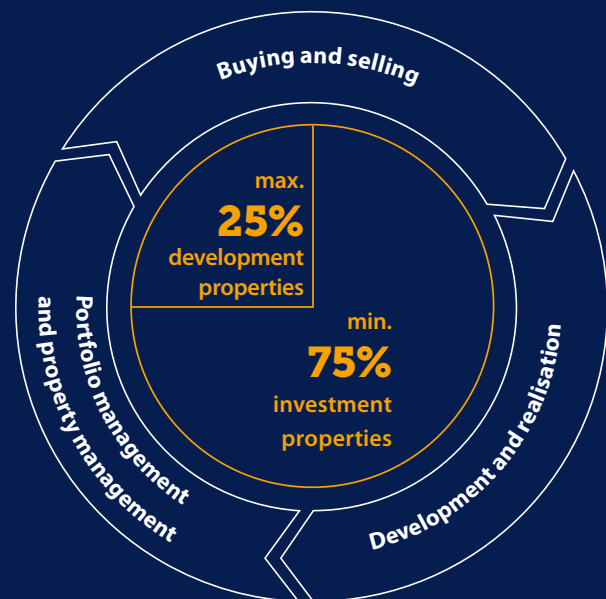 Buying and selling
max.
25%
development
properties
min.
75%
investment
properties
Development and realisation
Portfolio management
and property management